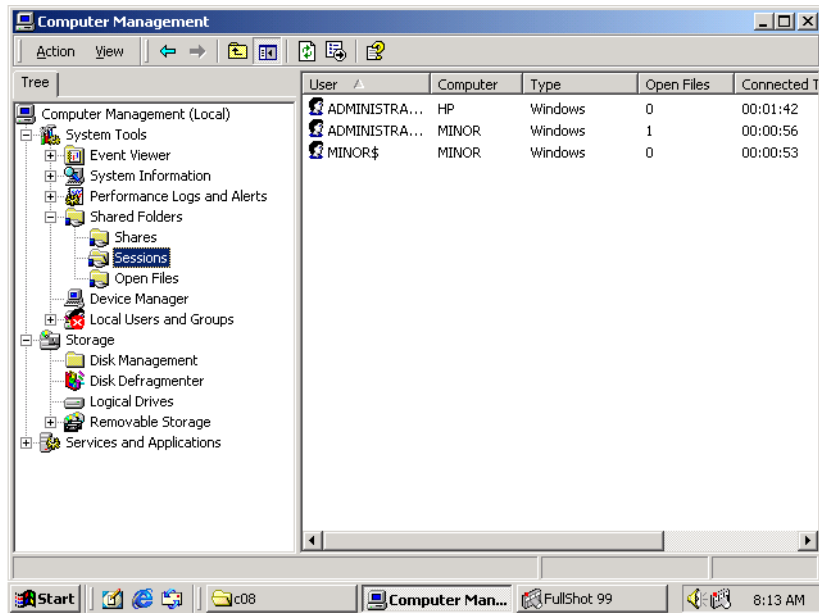 Computer Management
Action View
Tree
Computer Management (Local)
System Tools
Event Viewer
System Information
Performance Logs and Alerts
Shared Folders
Shares
Sessions
Open Files
Device Manager
Local Users and Groups
Storage
Disk Management
Disk Defragmenter
Logical Drives
Removable Storage
Services and Applications
User Computer Type Open Files Connected T
ADMINISTRA... HP Windows 0 00:01:42
ADMINISTRA... MINOR Windows 1 00:00:56
MINOR$ MINOR Windows 0 00:00:53
Start c08 Computer Man... FullShot 99 8:13 AM